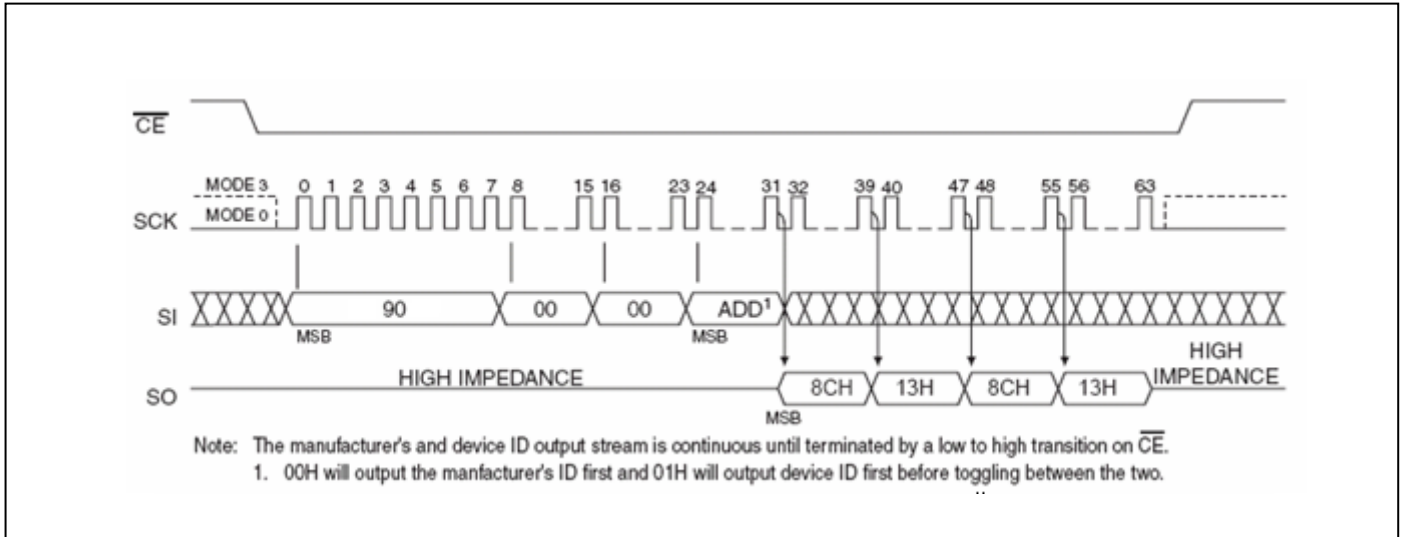 CE
MODE 3 0 1 2 3 4 5 6 7 8 15 16 23 24 31 32 39 40 47 48 55 56 63
SCK MODE 0
SI 90 00 00 ADD1
MSB MSB
HIGH IMPEDANCE
HIGH IMPEDANCE
SO 8CH 13H 8CH 13H
MSB
Note: The manufacturer's and device ID output stream is continuous until terminated by a low to high transition on CE.
1. 00H will output the manfacturer's ID first and 01H will output device ID first before toggling between the two.